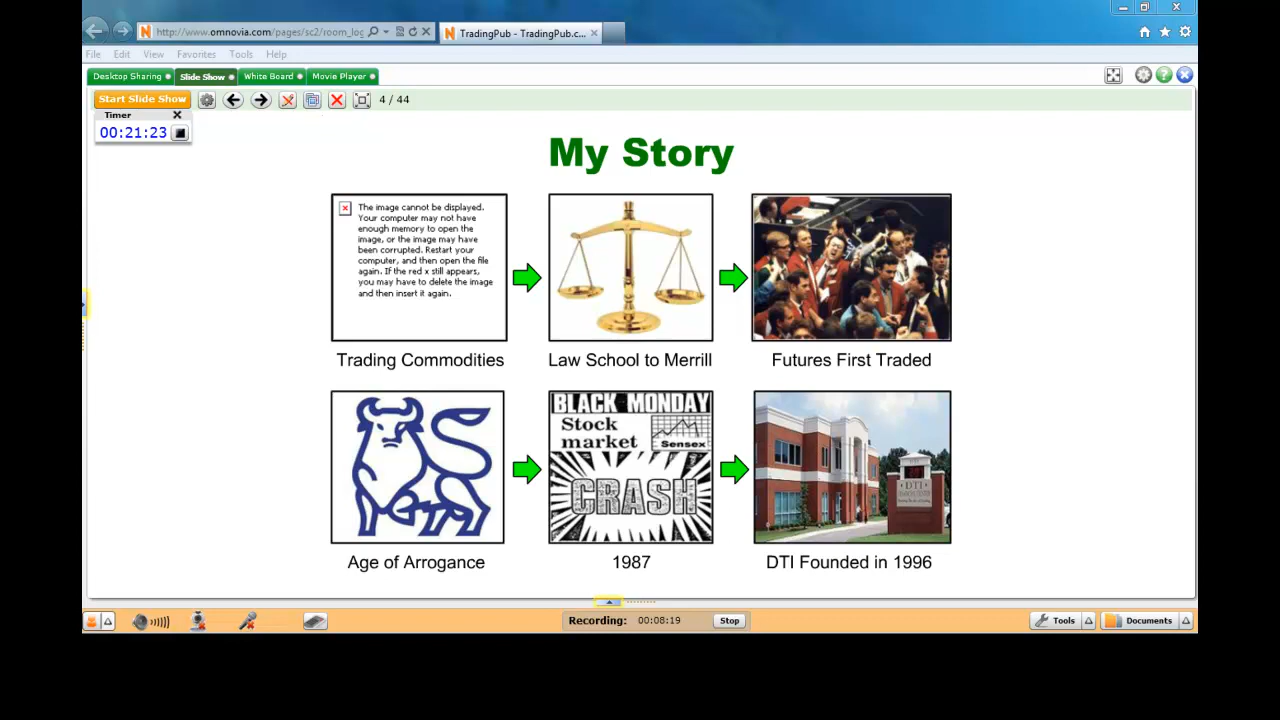 http://www.omnovia.com/pages/sc2/room_log
TradingPub - TradingPub.c...
File Edit View Favorites Tools Help
Desktop Sharing Slide Show White Board Movie Player
Start Slide Show
4 / 44
Timer
00:21:23
My Story
The image cannot be displayed.
Your computer may not have
enough memory to open the
image, or the image may have
been corrupted. Restart your
computer, and then open the file
again. If the red x still appears,
you may have to delete the image
and then insert it again.
Trading Commodities
Law School to Merrill
Futures First Traded
BLACK MONDAY
Stock
market
Sensex
CRASH
DTI
Age of Arrogance
1987
DTI Founded in 1996
Recording: 00:08:19 Stop
Tools
Documents